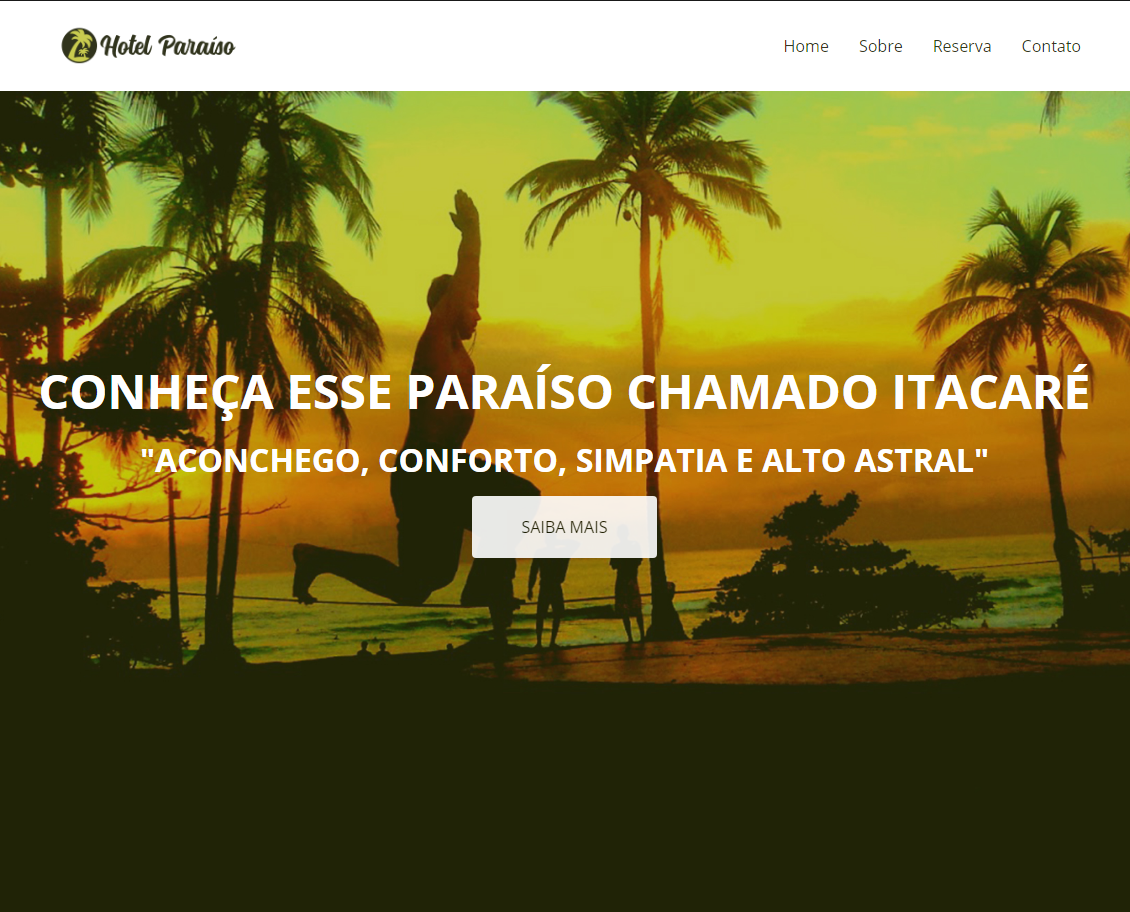 Hotel Paraíso
Home Sobre Reserva Contato
CONHEÇA ESSE PARAÍSO CHAMADO ITACARÉ
"ACONCHEGO, CONFORTO, SIMPATIA E ALTO ASTRAL"
SAIBA MAIS